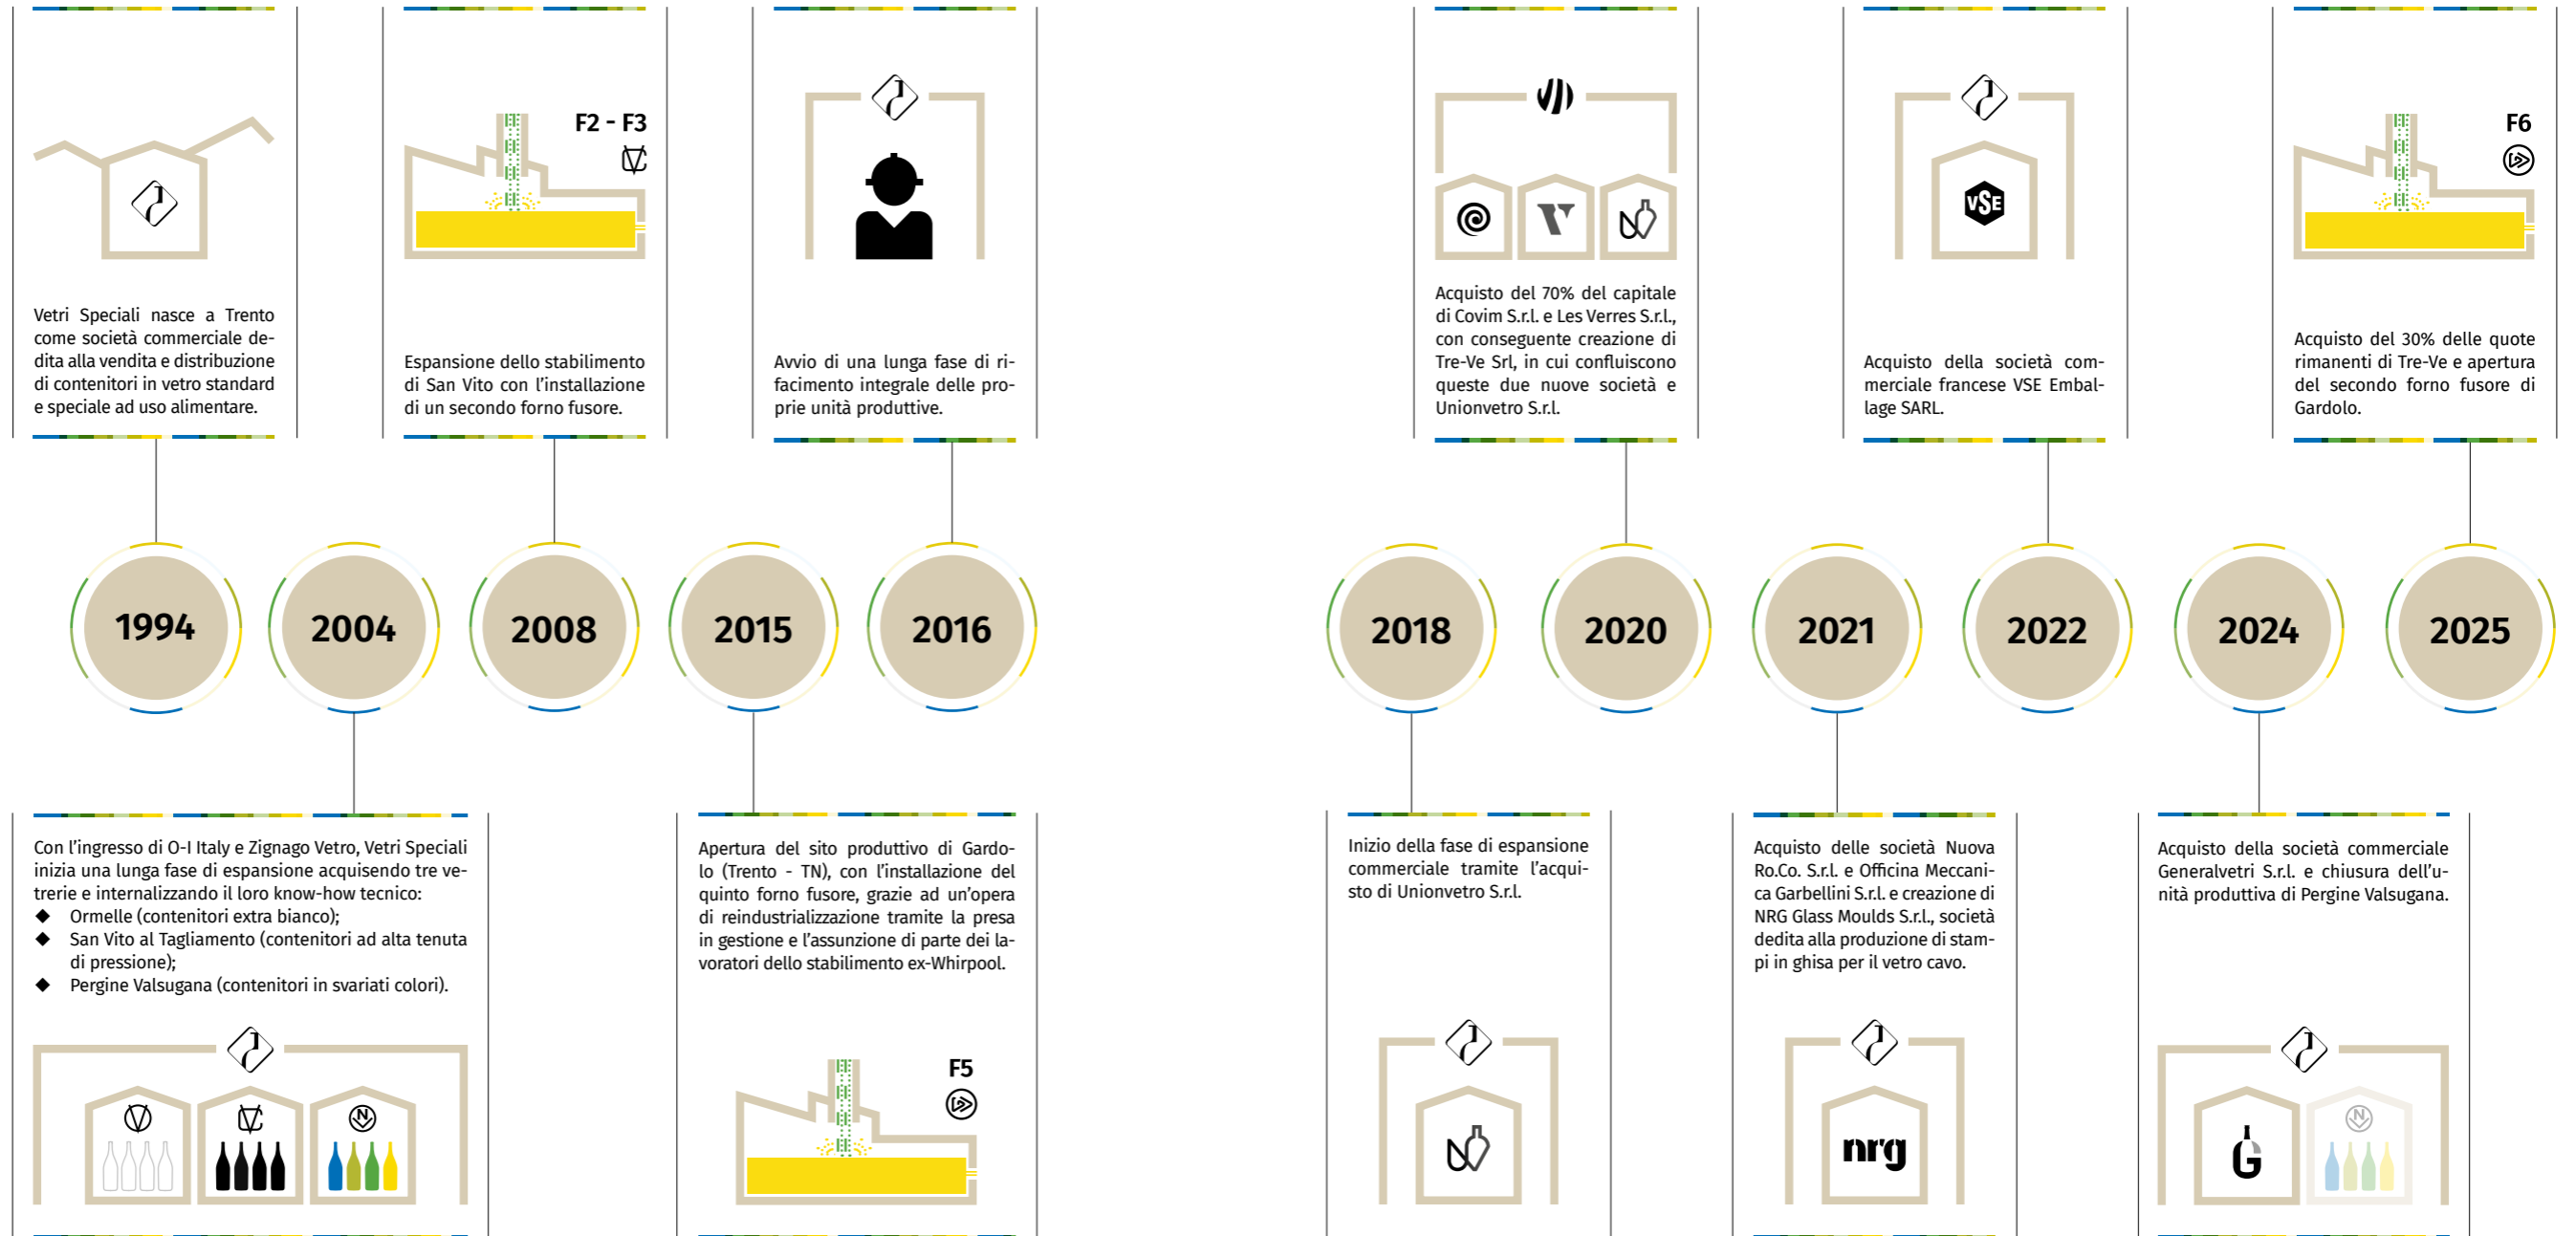 Vetri Speciali nasce a Trento
come società commerciale de-
dita alla vendita e distribuzione
di contenitori in vetro standard
e speciale ad uso alimentare.
F2 - F3
Espansione dello stabilimento
di San Vito con l'installazione
di un secondo forno fusore.
Avvio di una lunga fase di ri-
facimento integrale delle pro-
prie unità produttive.
Acquisto del 70% del capitale
di Covim S.r.l. e Les Verres S.r.l.,
con conseguente creazione di
Tre-Ve Srl, in cui confluiscono
queste due nuove società e
Unionvetro S.r.l.
VSE
Acquisto della società com-
merciale francese VSE Embal-
lage SARL.
F6
Acquisto del 30% delle quote
rimanenti di Tre-Ve e apertura
del secondo forno fusore di
Gardolo.
1994
2004
2008
2015
2016
2018
2020
2021
2022
2024
2025
Con l'ingresso di O-I Italy e Zignago Vetro, Vetri Speciali
inizia una lunga fase di espansione acquisendo tre ve-
trerie e internalizzando il loro know-how tecnico:
◆ Ormelle (contenitori extra bianco);
◆ San Vito al Tagliamento (contenitori ad alta tenuta
di pressione);
◆ Pergine Valsugana (contenitori in svariati colori).
Apertura del sito produttivo di Gardo-
lo (Trento - TN), con l'installazione del
quinto forno fusore, grazie ad un'opera
di reindustrializzazione tramite la presa
in gestione e l'assunzione di parte dei la-
voratori dello stabilimento ex-Whirpool.
F5
Inizio della fase di espansione
commerciale tramite l'acqui-
sto di Unionvetro S.r.l.
Acquisto delle società Nuova
Ro.Co. S.r.l. e Officina Meccani-
ca Garbellini S.r.l. e creazione di
NRG Glass Moulds S.r.l., società
dedita alla produzione di stam-
pi in ghisa per il vetro cavo.
nrg
Acquisto della società commerciale
Generalvetri S.r.l. e chiusura dell'u-
nità produttiva di Pergine Valsugana.
G
N